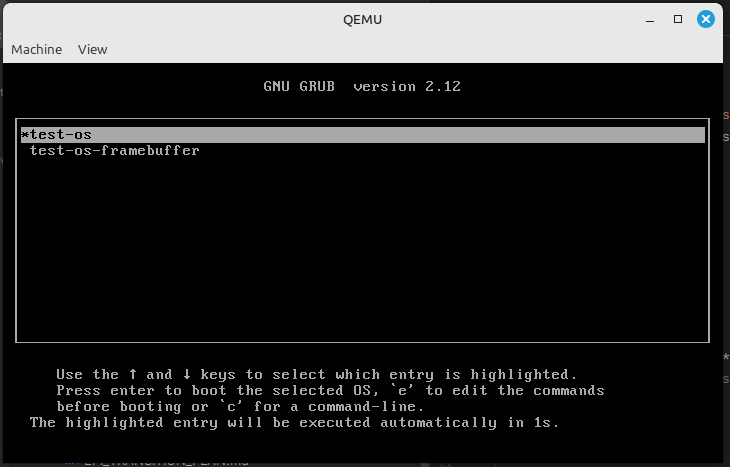 QEMU
Machine View
GNU GRUB version 2.12
*test-os
test-os-framebuffer
Use the ↑ and ↓ keys to select which entry is highlighted.
Press enter to boot the selected OS, `e' to edit the commands
before booting or `c' for a command-line.
The highlighted entry will be executed automatically in 1s.